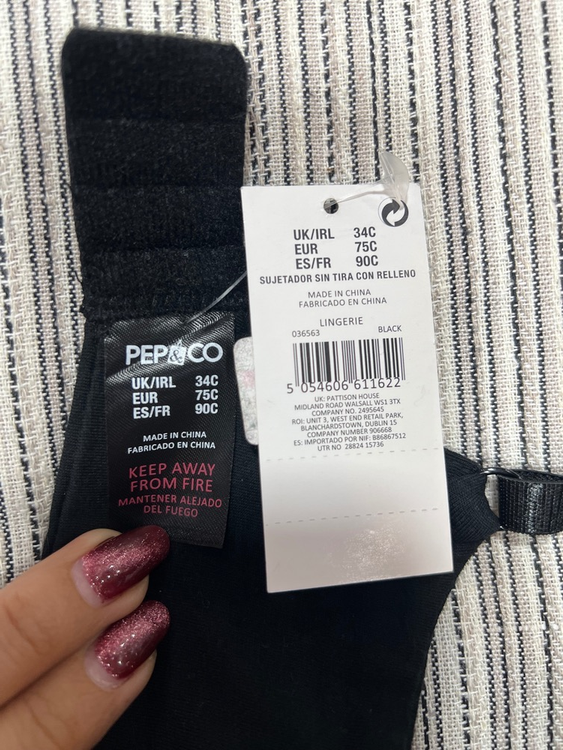 UK/IRL 34C
EUR 75C
ES/FR 90C
SUJETADOR SIN TIRA CON RELLENO
MADE IN CHINA
FABRICADO EN CHINA
LINGERIE
036563 BLACK
5 054606 611622
UK: PATTISON HOUSE
MIDLAND ROAD WALSALL WS1 3TX
COMPANY NO. 2495645
ROI: UNIT 3, WEST END RETAIL PARK,
BLANCHARDSTOWN, DUBLIN 15
COMPANY NUMBER 906668
ES: IMPORTADO POR NIF: B86867512
UTR NO 28824 15736
PEP&CO
UK/IRL 34C
EUR 75C
ES/FR 90C
MADE IN CHINA
FABRICADO EN CHINA
KEEP AWAY
FROM FIRE
MANTENER ALEJADO
DEL FUEGO